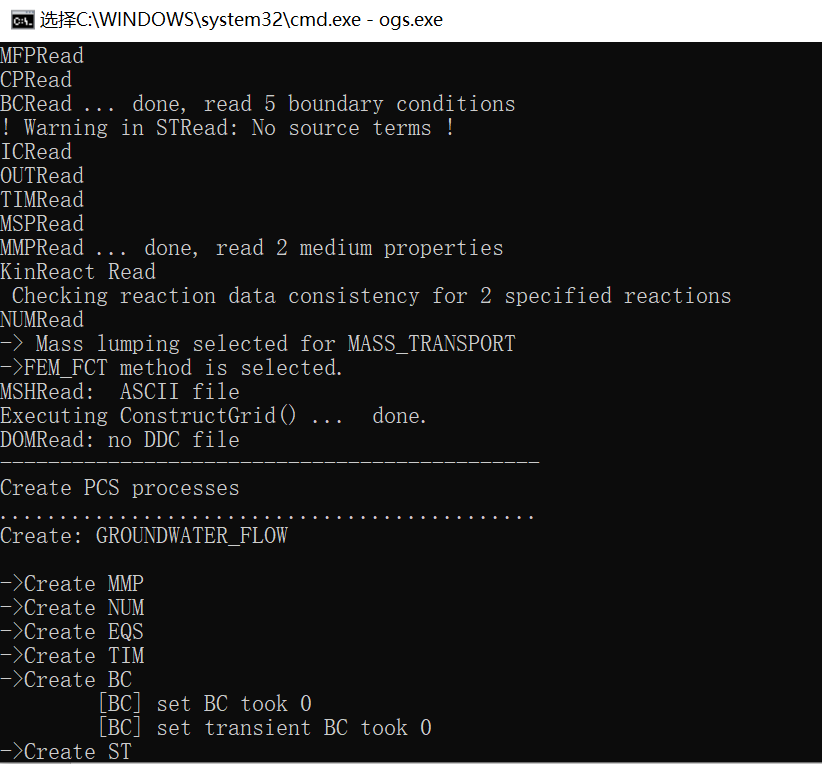 选择C:\WINDOWS\system32\cmd.exe - ogs.exe
MFPRead
CPRead
BCRead ... done, read 5 boundary conditions
! Warning in STRead: No source terms !
ICRead
OUTRead
TIMRead
MSPRead
MMPRead ... done, read 2 medium properties
KinReact Read
 Checking reaction data consistency for 2 specified reactions
NUMRead
-> Mass lumping selected for MASS_TRANSPORT
->FEM_FCT method is selected.
MSHRead:  ASCII file
Executing ConstructGrid() ...  done.
DOMRead: no DDC file
---------------------------------------------
Create PCS processes
.............................................
Create: GROUNDWATER_FLOW
->Create MMP
->Create NUM
->Create EQS
->Create TIM
->Create BC
        [BC] set BC took 0
        [BC] set transient BC took 0
->Create ST